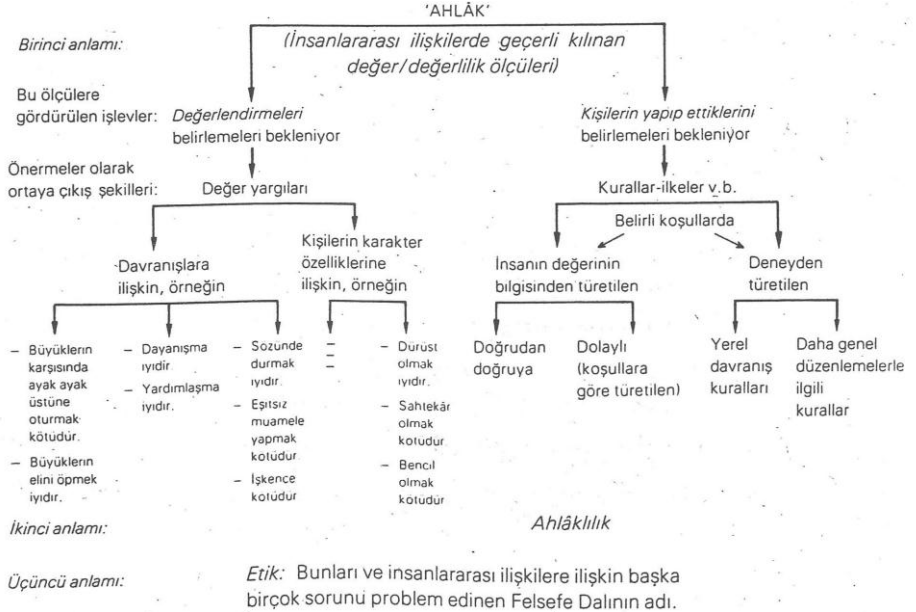 'AHLÂK'
Birinci anlamı:
(İnsanlararası ilişkilerde geçerli kılınan
değer/değerlilik ölçüleri)
Bu ölçülere
gördürülen işlevler:
Değerlendirmeleri
belirlemeleri bekleniyor
Kişilerin yapıp ettiklerini
belirlemeleri bekleniyor
Önermeler olarak
ortaya çıkış şekilleri:
Değer yargıları
Kurallar-ilkeler v.b.
Belirli koşullarda
Davranışlara
ilişkin, örneğin
Kişilerin karakter
özelliklerine
ilişkin, örneğin
İnsanın değerinin
bilgisinden türetilen
Deneyden
türetilen
– Büyüklerin
karşısında
ayak ayak
üstüne
oturmak
kötüdür.
– Büyüklerin
elini öpmek
iyidir.
– Dayanışma
iyidir
– Yardımlaşma
iyidir.
– Sözünde
durmak
iyidir.
– Eşitsiz
muamele
yapmak
kötüdür
– İşkence
kötüdür
–
–
–
– Dürüst
olmak
iyidir.
– Sahtekâr
olmak
kötüdür
– Bencil
olmak
kötüdür
Doğrudan
doğruya
Dolaylı
(koşullara
göre türetilen)
Yerel
davranış
kuralları
Daha genel
düzenlemelerle
ilgili
kurallar
İkinci anlamı:
Ahlâklılık
Üçüncü anlamı:
Etik: Bunları ve insanlararası ilişkilere ilişkin başka
birçok sorunu problem edinen Felsefe Dalının adı.